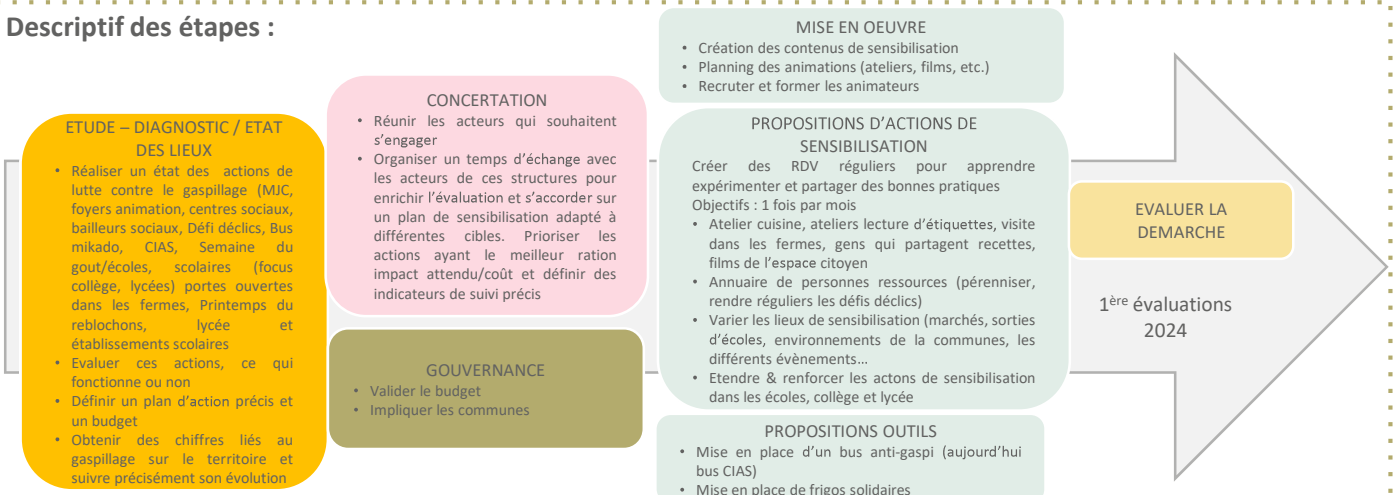 Descriptif des étapes :
ETUDE – DIAGNOSTIC / ETAT
DES LIEUX
• Réaliser un état des actions de
lutte contre le gaspillage (MJC,
foyers animation, centres sociaux,
bailleurs sociaux, Défi déclics, Bus
mikado, CIAS, Semaine du
gout/écoles, scolaires (focus
collège, lycées) portes ouvertes
dans les fermes, Printemps du
reblochons, lycée et
établissements scolaires
• Evaluer ces actions, ce qui
fonctionne ou non
• Définir un plan d'action précis et
un budget
• Obtenir des chiffres liés au
gaspillage sur le territoire et
suivre précisément son évolution
CONCERTATION
• Réunir les acteurs qui souhaitent
s'engager
• Organiser un temps d'échange avec
les acteurs de ces structures pour
enrichir l'évaluation et s'accorder sur
un plan de sensibilisation adapté à
différentes cibles. Prioriser les
actions ayant le meilleur ration
impact attendu/coût et définir des
indicateurs de suivi précis
GOUVERNANCE
• Valider le budget
• Impliquer les communes
MISE EN OEUVRE
• Création des contenus de sensibilisation
• Planning des animations (ateliers, films, etc.)
• Recruter et former les animateurs
PROPOSITIONS D'ACTIONS DE
SENSIBILISATION
Créer des RDV réguliers pour apprendre
expérimenter et partager des bonnes pratiques
Objectifs : 1 fois par mois
• Atelier cuisine, ateliers lecture d'étiquettes, visite
dans les fermes, gens qui partagent recettes,
films de l'espace citoyen
• Annuaire de personnes ressources (pérenniser,
rendre réguliers les défis déclics)
• Varier les lieux de sensibilisation (marchés, sorties
d'écoles, environnements de la communes, les
différents évènements…
• Etendre & renforcer les actons de sensibilisation
dans les écoles, collège et lycée
PROPOSITIONS OUTILS
• Mise en place d'un bus anti-gaspi (aujourd'hui
bus CIAS)
• Mise en place de frigos solidaires
EVALUER LA
DEMARCHE
1ère évaluations
2024